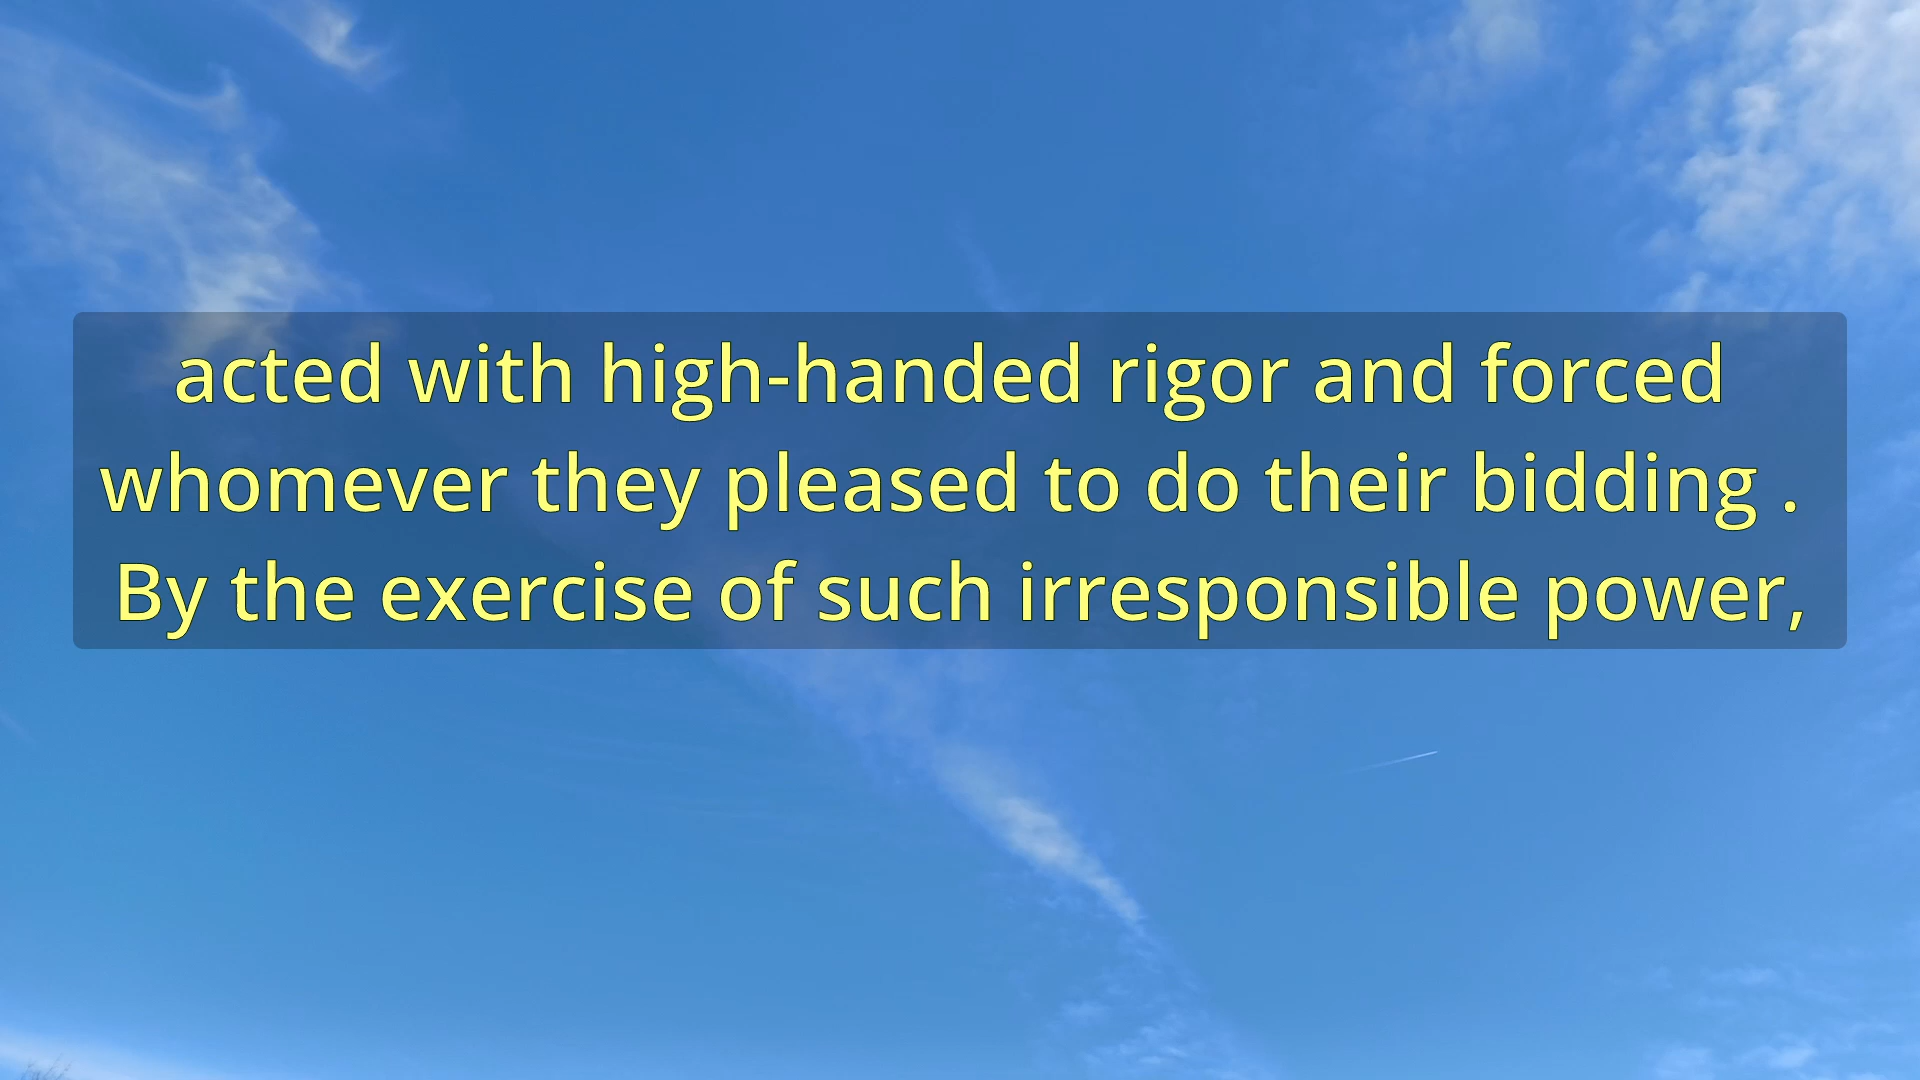 acted with high-handed rigor and forced
whomever they pleased to do their bidding .
By the exercise of such irresponsible power,